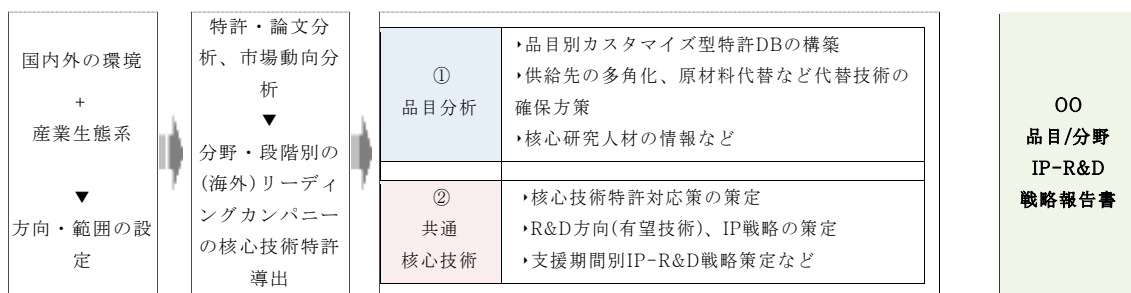 国内外の環境
+
産業生態系
▼
方向・範囲の設
定
特許・論文分
析、市場動向分
析
▼
分野・段階別の
(海外)リーディ
ングカンパニー
の核心技術特許
導出
①
品目分析
‣品目別カスタマイズ型特許DBの構築
‣供給先の多角化、原材料代替など代替技術の
確保方策
‣核心研究人材の情報など
②
共通
核心技術
‣核心技術特許対応策の策定
‣R&D方向(有望技術)、IP戦略の策定
‣支援期間別IP-R&D戦略策定など
OO
品目/分野
IP-R&D
戦略報告書